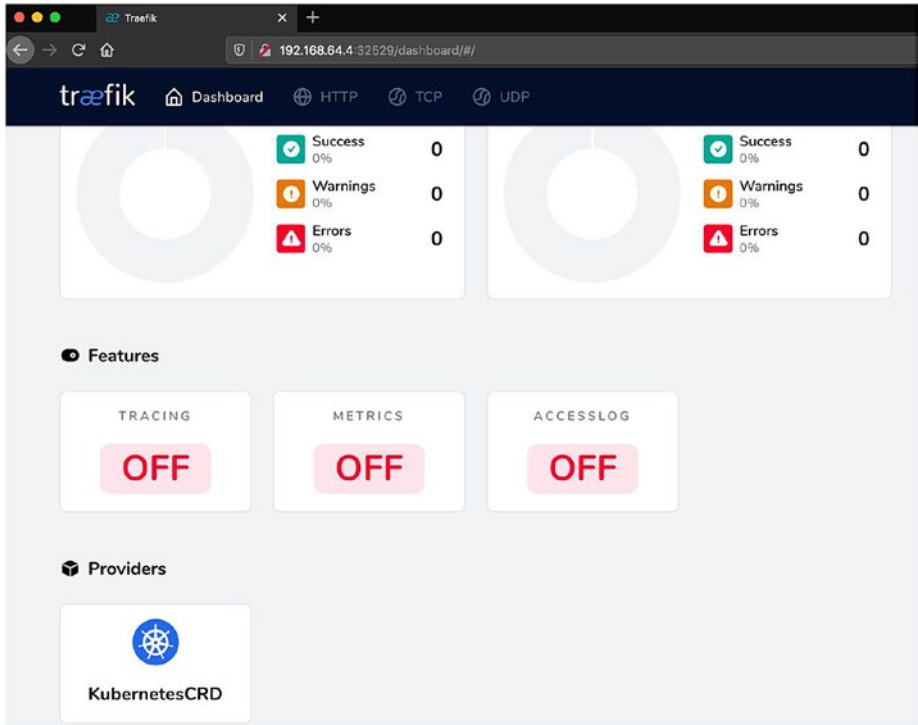 Traefik
192.168.64.4:32529/dashboard/#/
træfik Dashboard HTTP TCP UDP
Success 0 Success 0
0% 0%
Warnings 0 Warnings 0
0% 0%
Errors 0 Errors 0
0% 0%
Features
TRACING METRICS ACCESSLOG
OFF OFF OFF
Providers
KubernetesCRD